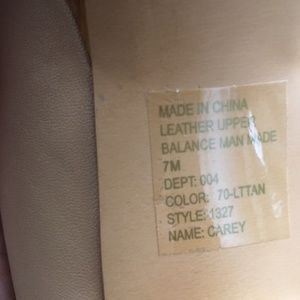 MADE IN CHINA
LEATHER UPPER
BALANCE MAN MADE
7M
DEPT: 004
COLOR: 70-LTTAN
STYLE: 1327
NAME: CAREY